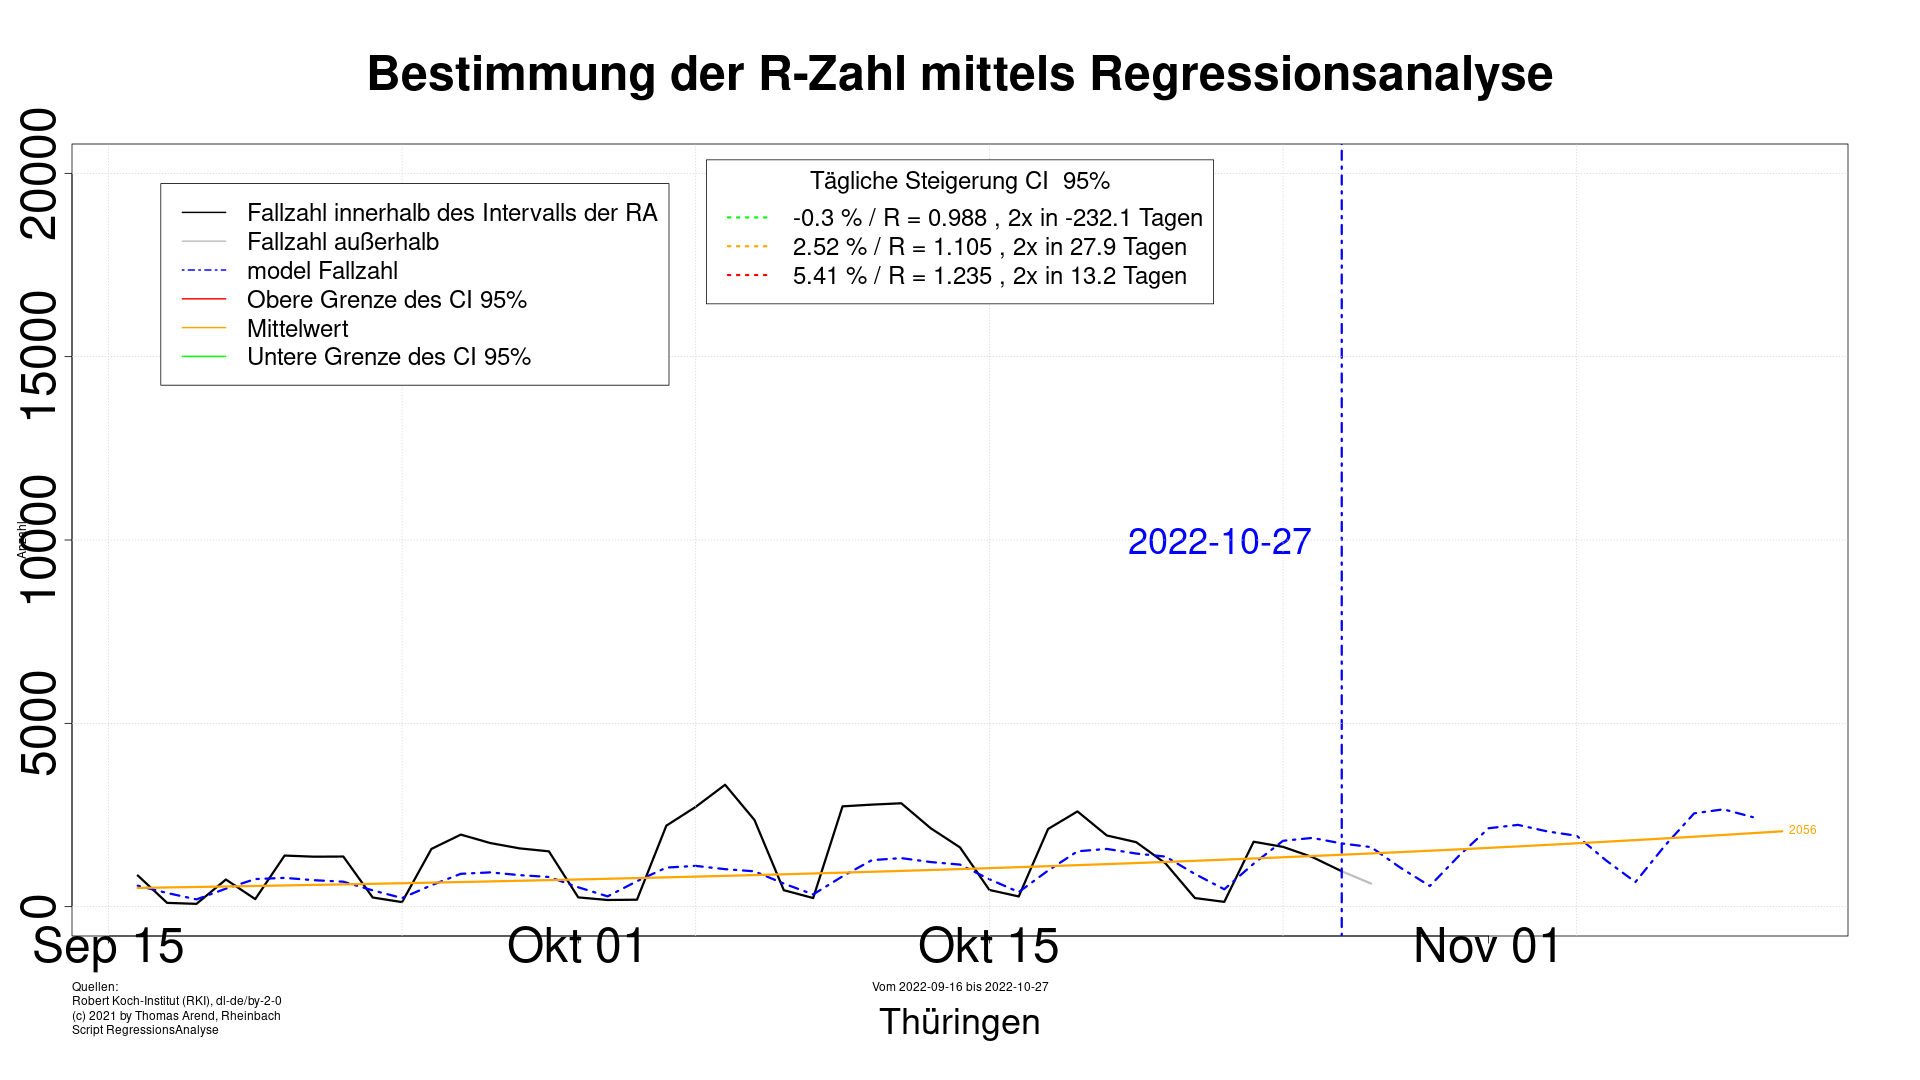 Bestimmung der R-Zahl mittels Regressionsanalyse
20000
15000
10000
5000
0
Anzahl
Fallzahl innerhalb des Intervalls der RA
Fallzahl außerhalb
model Fallzahl
Obere Grenze des CI 95%
Mittelwert
Untere Grenze des CI 95%
Tägliche Steigerung CI  95%
-0.3 % / R = 0.988 , 2x in -232.1 Tagen
2.52 % / R = 1.105 , 2x in 27.9 Tagen
5.41 % / R = 1.235 , 2x in 13.2 Tagen
2022-10-27
2056
Sep 15
Okt 01
Okt 15
Nov 01
Quellen:
Robert Koch-Institut (RKI), dl-de/by-2-0
(c) 2021 by Thomas Arend, Rheinbach
Script RegressionsAnalyse
Vom 2022-09-16 bis 2022-10-27
Thüringen